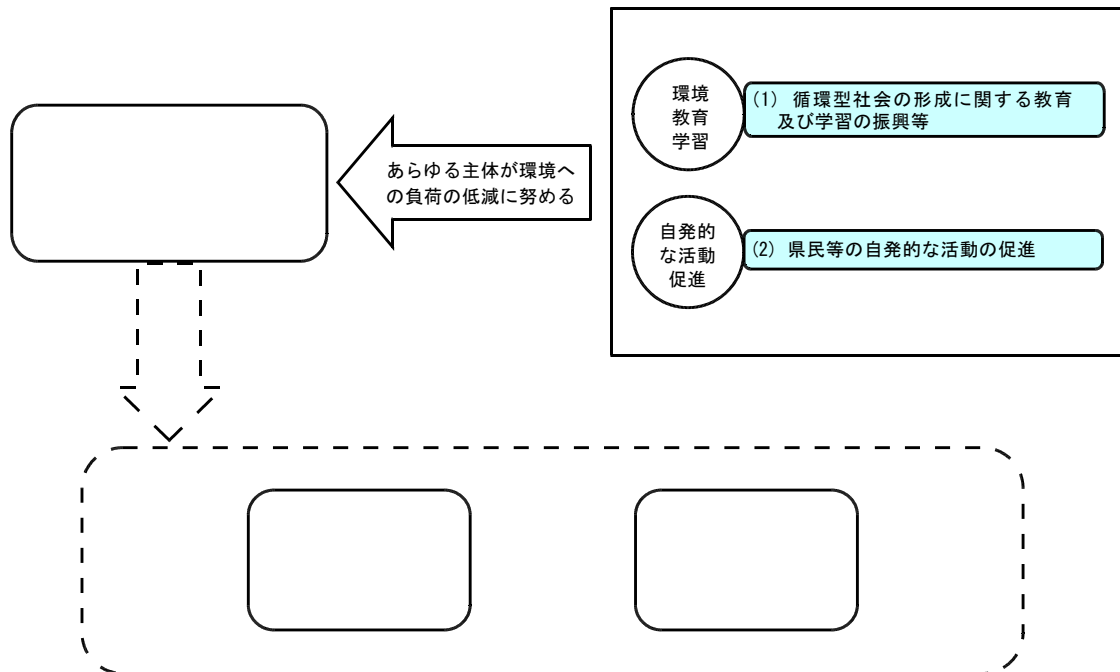 環境
教育
学習
(1) 循環型社会の形成に関する教育
及び学習の振興等
あらゆる主体が環境へ
の負荷の低減に努める
自発的
な活動
促進
(2) 県民等の自発的な活動の促進